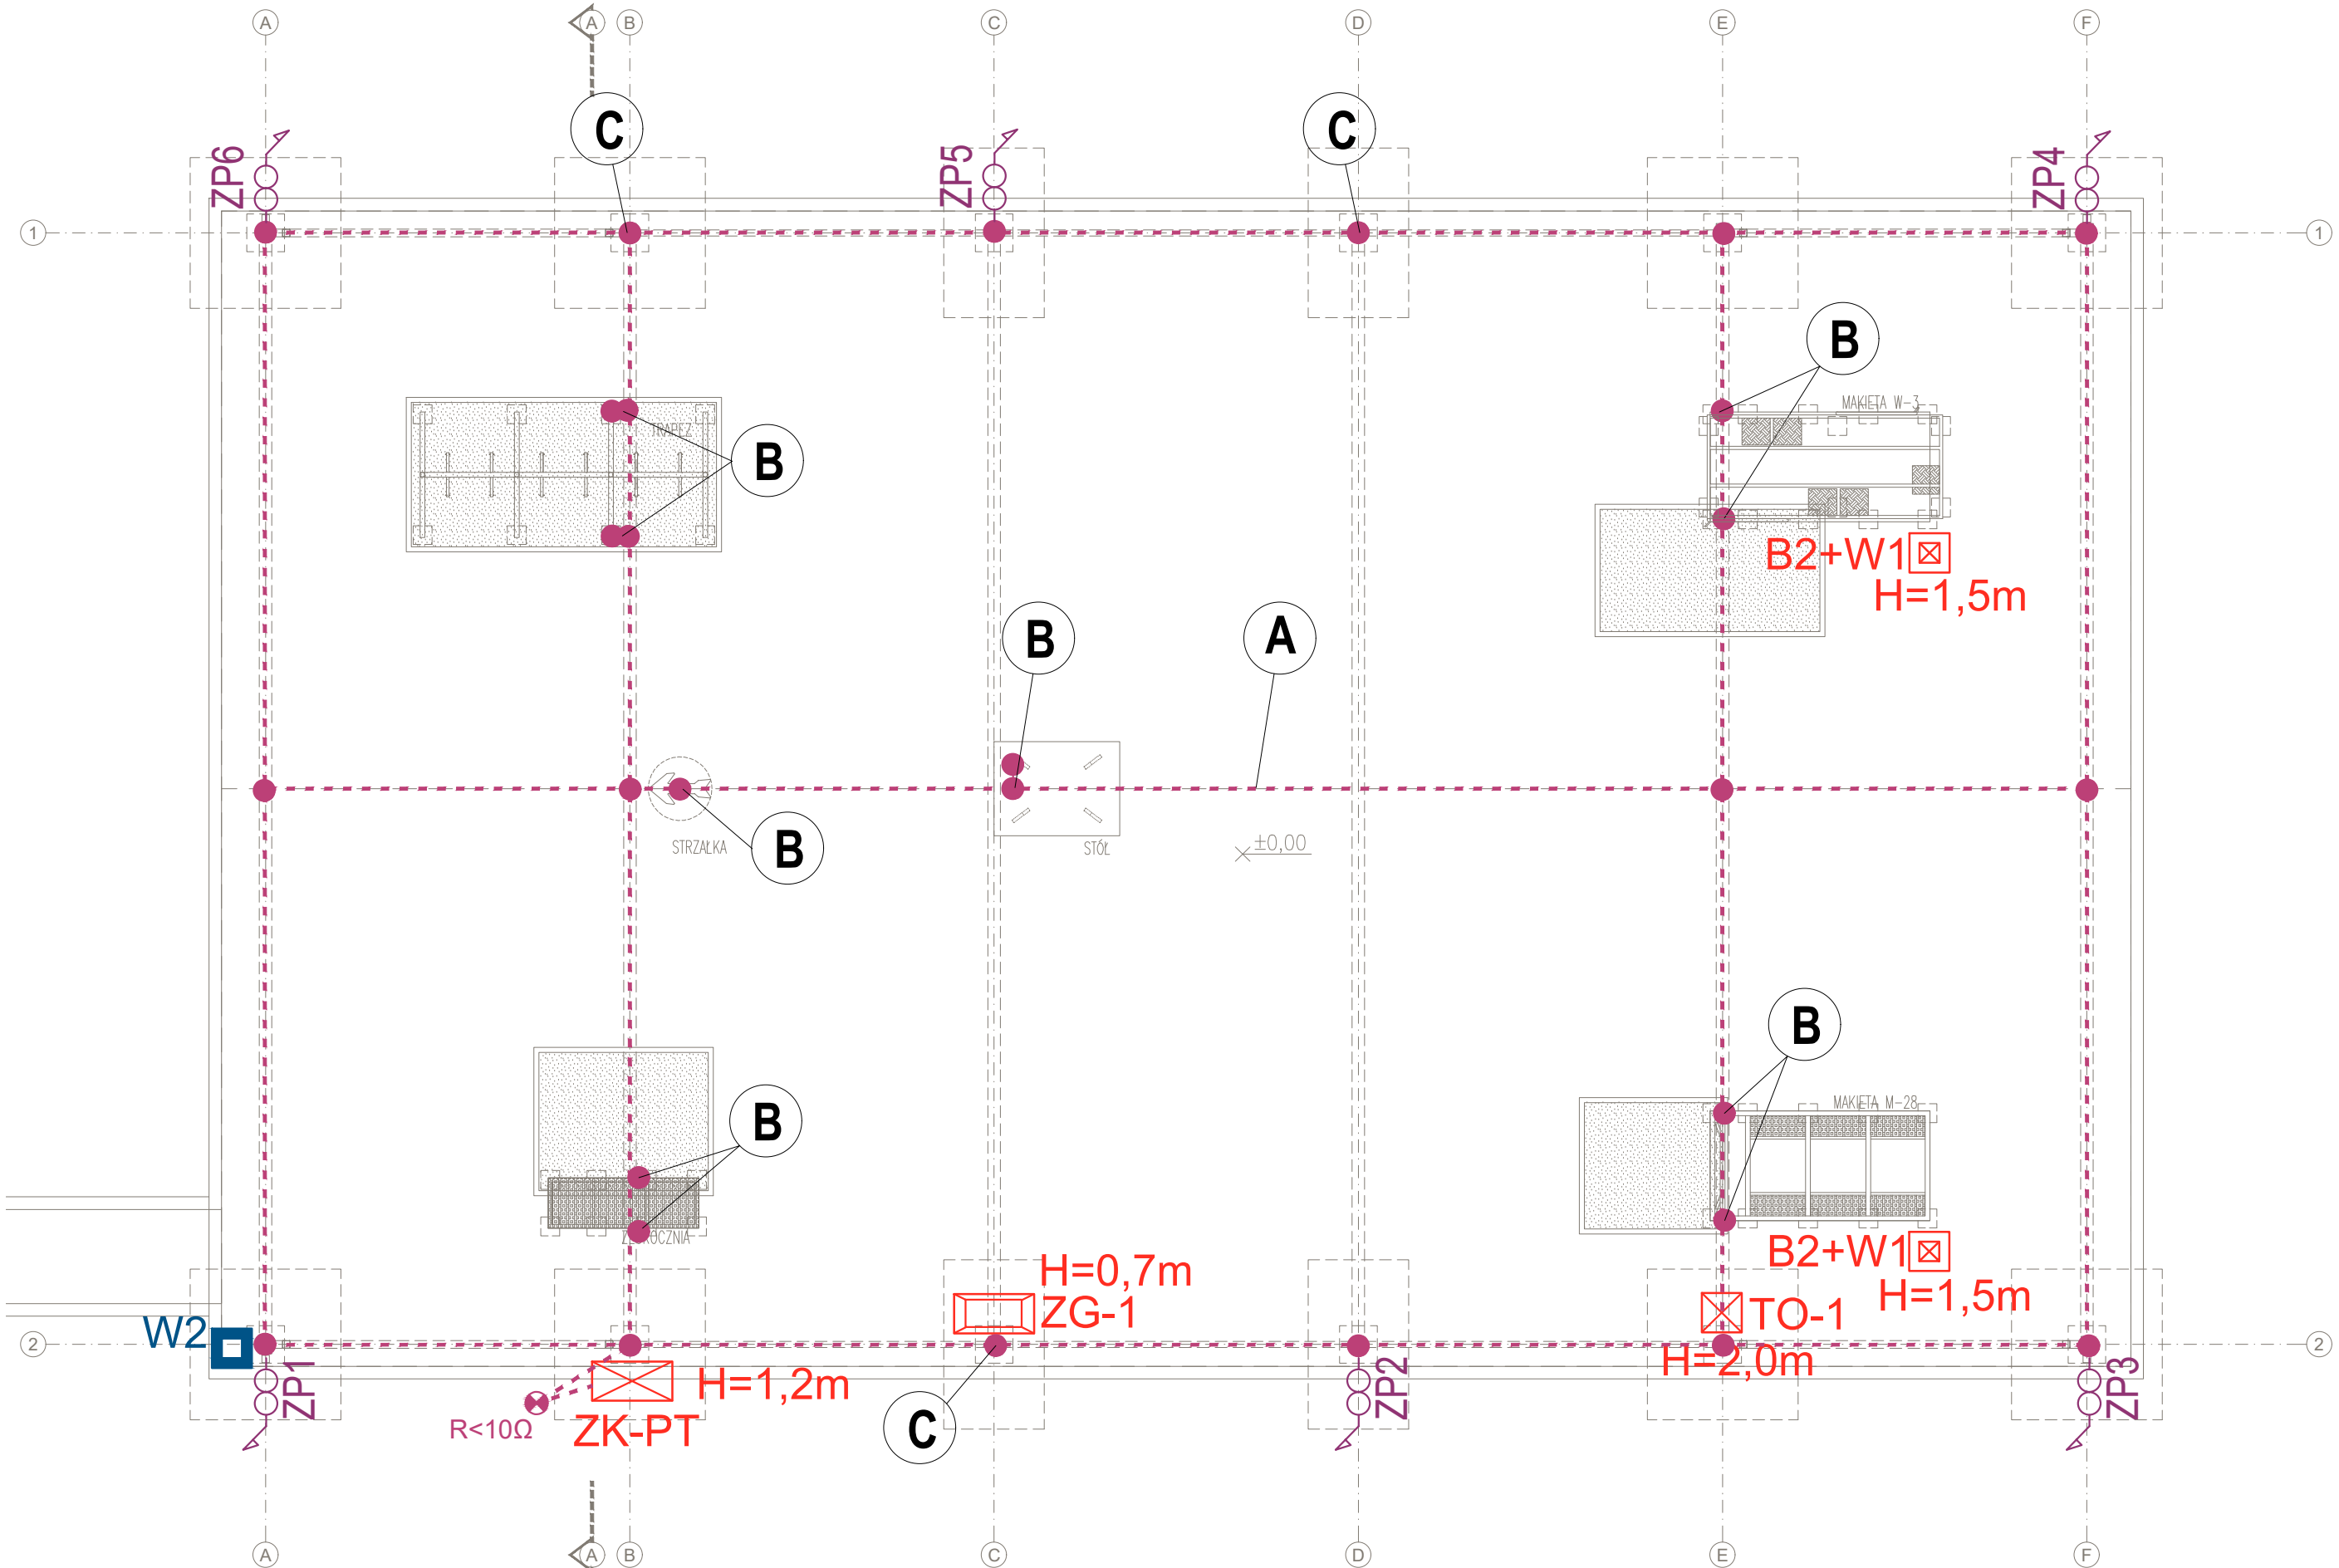 A A B C D E F
C C
ZP6 ZP5 ZP4
1 1
B
MAKIETA W-3
TRAPEZ
B
B2+W1
H=1,5m
B A
±0,00
STRZAŁKA
STÓŁ
B
B
MAKIETA M-28
B
B2+W1
H=0,7m
ZG-1
H=1,5m
TO-1
W2
2 2
H=2,0m
ZP1 ZP2 ZP3
H=1,2m
R<10Ω
ZK-PT
C
A A B C D E F